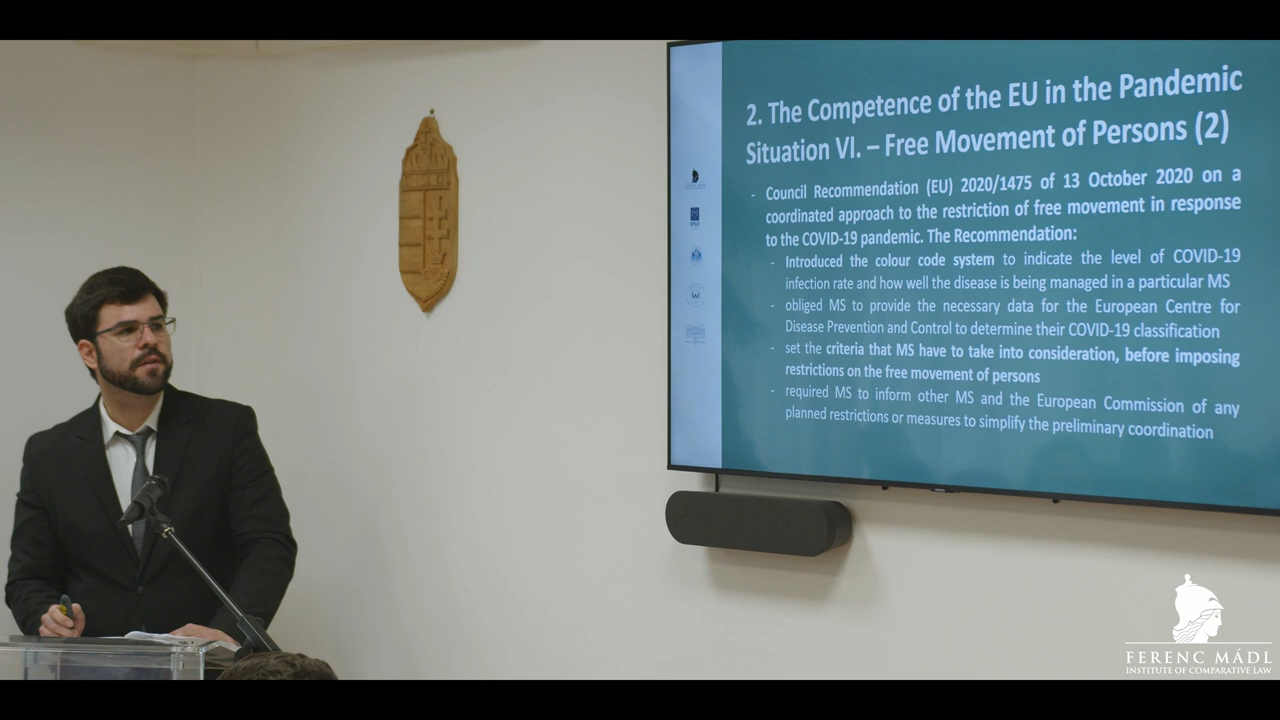 2. The Competence of the EU in the Pandemic
Situation VI. – Free Movement of Persons (2)
- Council Recommendation (EU) 2020/1475 of 13 October 2020 on a
coordinated approach to the restriction of free movement in response
to the COVID-19 pandemic. The Recommendation:
- Introduced the colour code system to indicate the level of COVID-19
infection rate and how well the disease is being managed in a particular MS
- obliged MS to provide the necessary data for the European Centre for
Disease Prevention and Control to determine their COVID-19 classification
- set the criteria that MS have to take into consideration, before imposing
restrictions on the free movement of persons
- required MS to inform other MS and the European Commission of any
planned restrictions or measures to simplify the preliminary coordination
FERENC MÁDL
INSTITUTE OF COMPARATIVE LAW